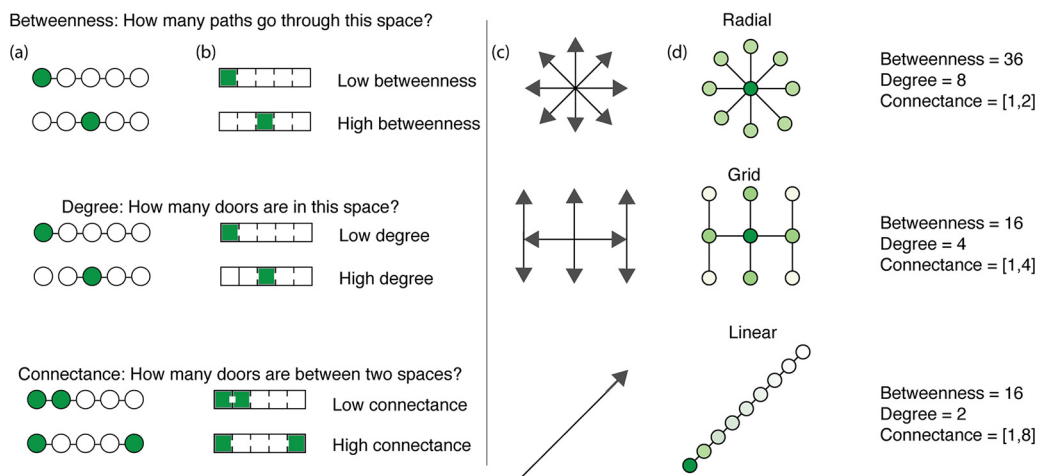 Betweenness: How many paths go through this space?
(a)
(b)
Low betweenness
High betweenness
Degree: How many doors are in this space?
Low degree
High degree
Connectance: How many doors are between two spaces?
Low connectance
High connectance
(c)
(d)
Radial
Betweenness = 36
Degree = 8
Connectance = [1,2]
Grid
Betweenness = 16
Degree = 4
Connectance = [1,4]
Linear
Betweenness = 16
Degree = 2
Connectance = [1,8]